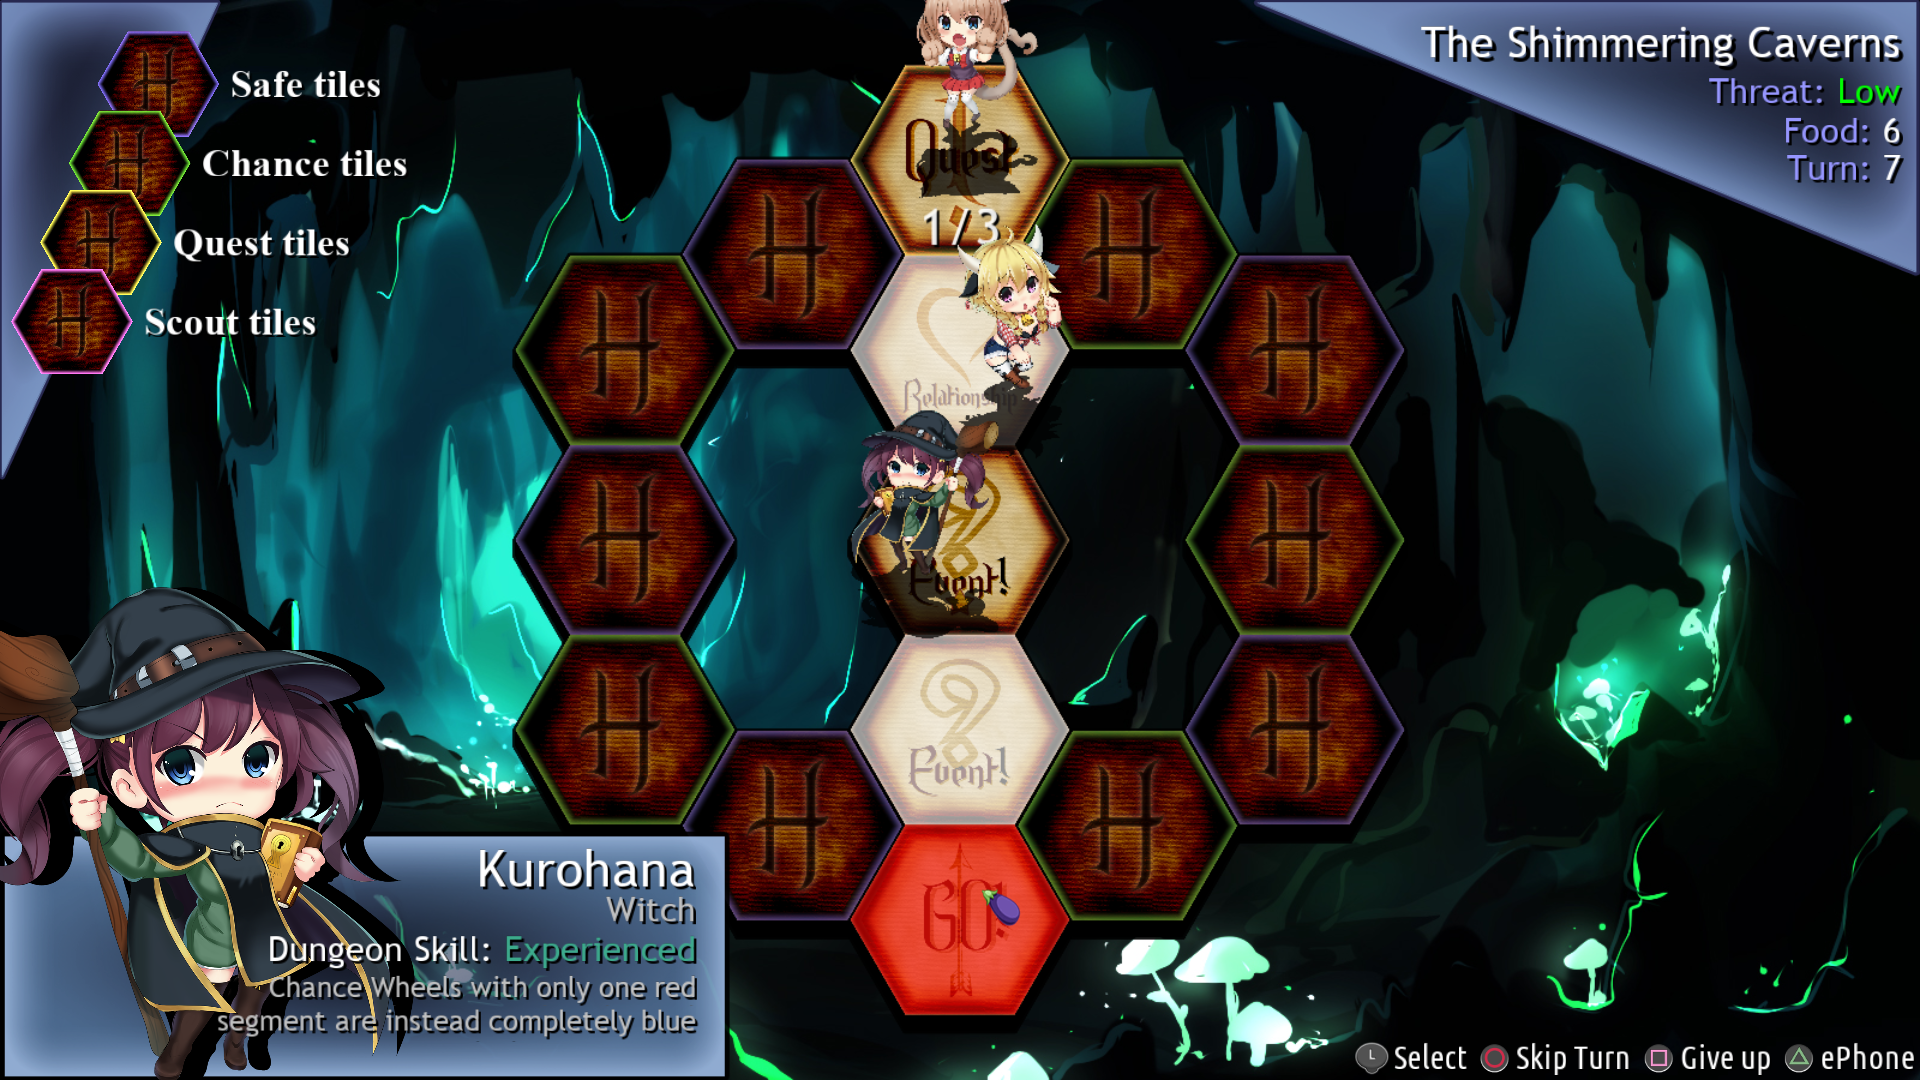 Safe tiles
Chance tiles
Quest tiles
Scout tiles
The Shimmering Caverns
Threat: Low
Food: 6
Turn: 7
Quest
1/3
Relationship
Event!
Event!
GO!
Kurohana
Witch
Dungeon Skill: Experienced
Chance Wheels with only one red
segment are instead completely blue
L Select Skip Turn Give up ePhone